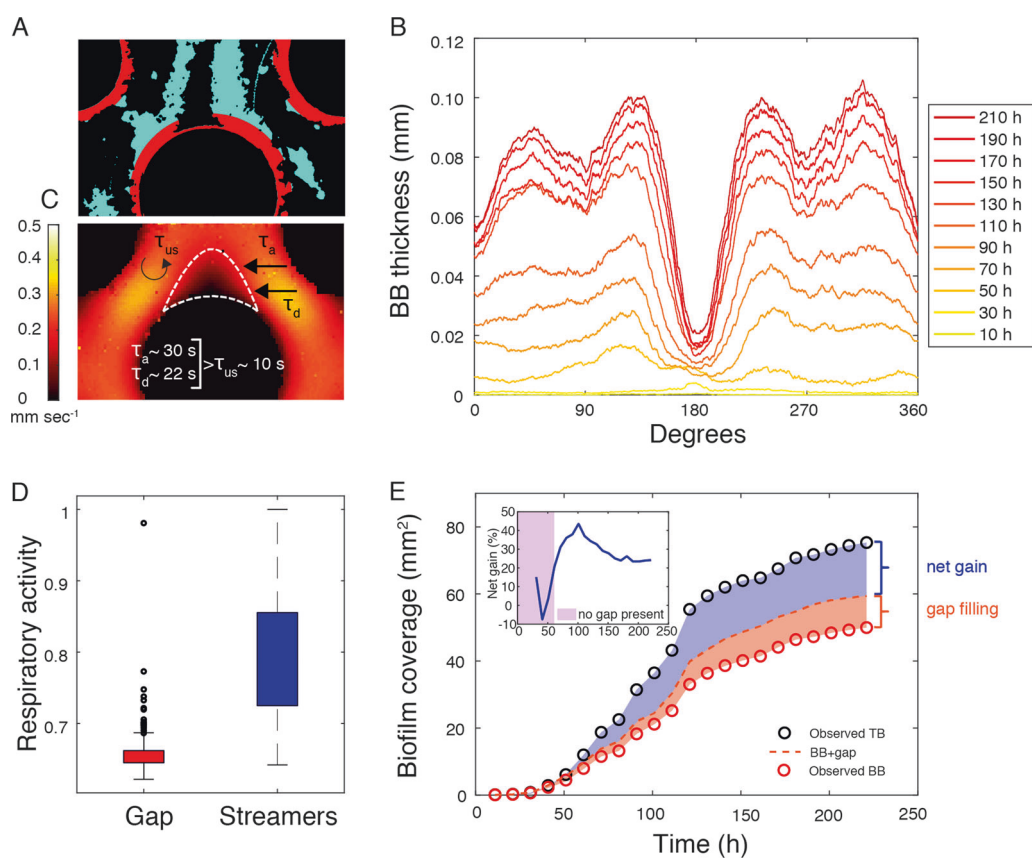 A
B
C
0.5
0.4
0.3
0.2
0.1
0
mm sec-1
τus
τa
τd
τa~ 30 s
τd~ 22 s
>τus~ 10 s
BB thickness (mm)
0.12
0.10
0.08
0.06
0.04
0.02
0
0 90 180 270 360
Degrees
210 h
190 h
170 h
150 h
130 h
110 h
90 h
70 h
50 h
30 h
10 h
D
Respiratory activity
1
0.9
0.8
0.7
Gap Streamers
E
Biofilm coverage (mm2)
80
60
40
20
0
0 50 100 150 200 250
Time (h)
Net gain (%)
50
40
30
20
10
0
-10
0 50 100 150 200 250
no gap present
net gain
gap filling
Observed TB
BB+gap
Observed BB